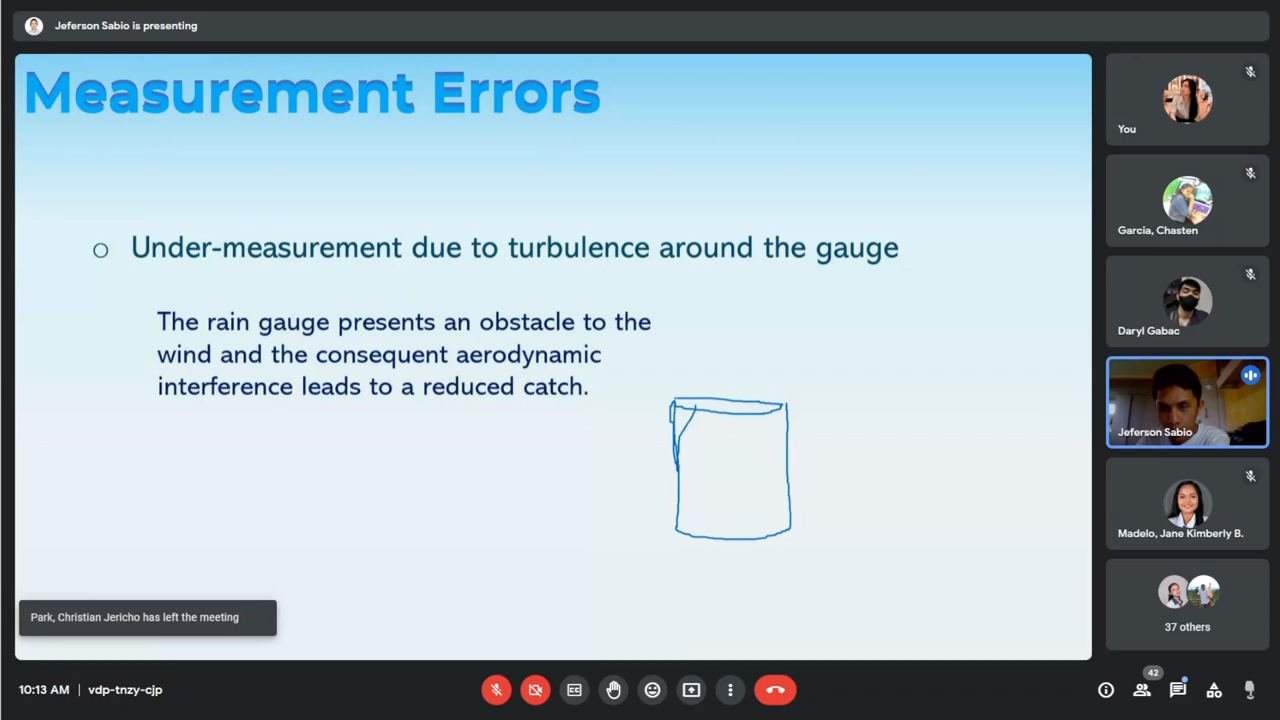 Jeferson Sabio is presenting
Measurement Errors
o Under-measurement due to turbulence around the gauge
The rain gauge presents an obstacle to the
wind and the consequent aerodynamic
interference leads to a reduced catch.
Park, Christian Jericho has left the meeting
You
Garcia, Chasten
Daryl Gabac
Jeferson Sabio
Madelo, Jane Kimberly B.
37 others
10:13 AM | vdp-tnzy-cjp
CC
42